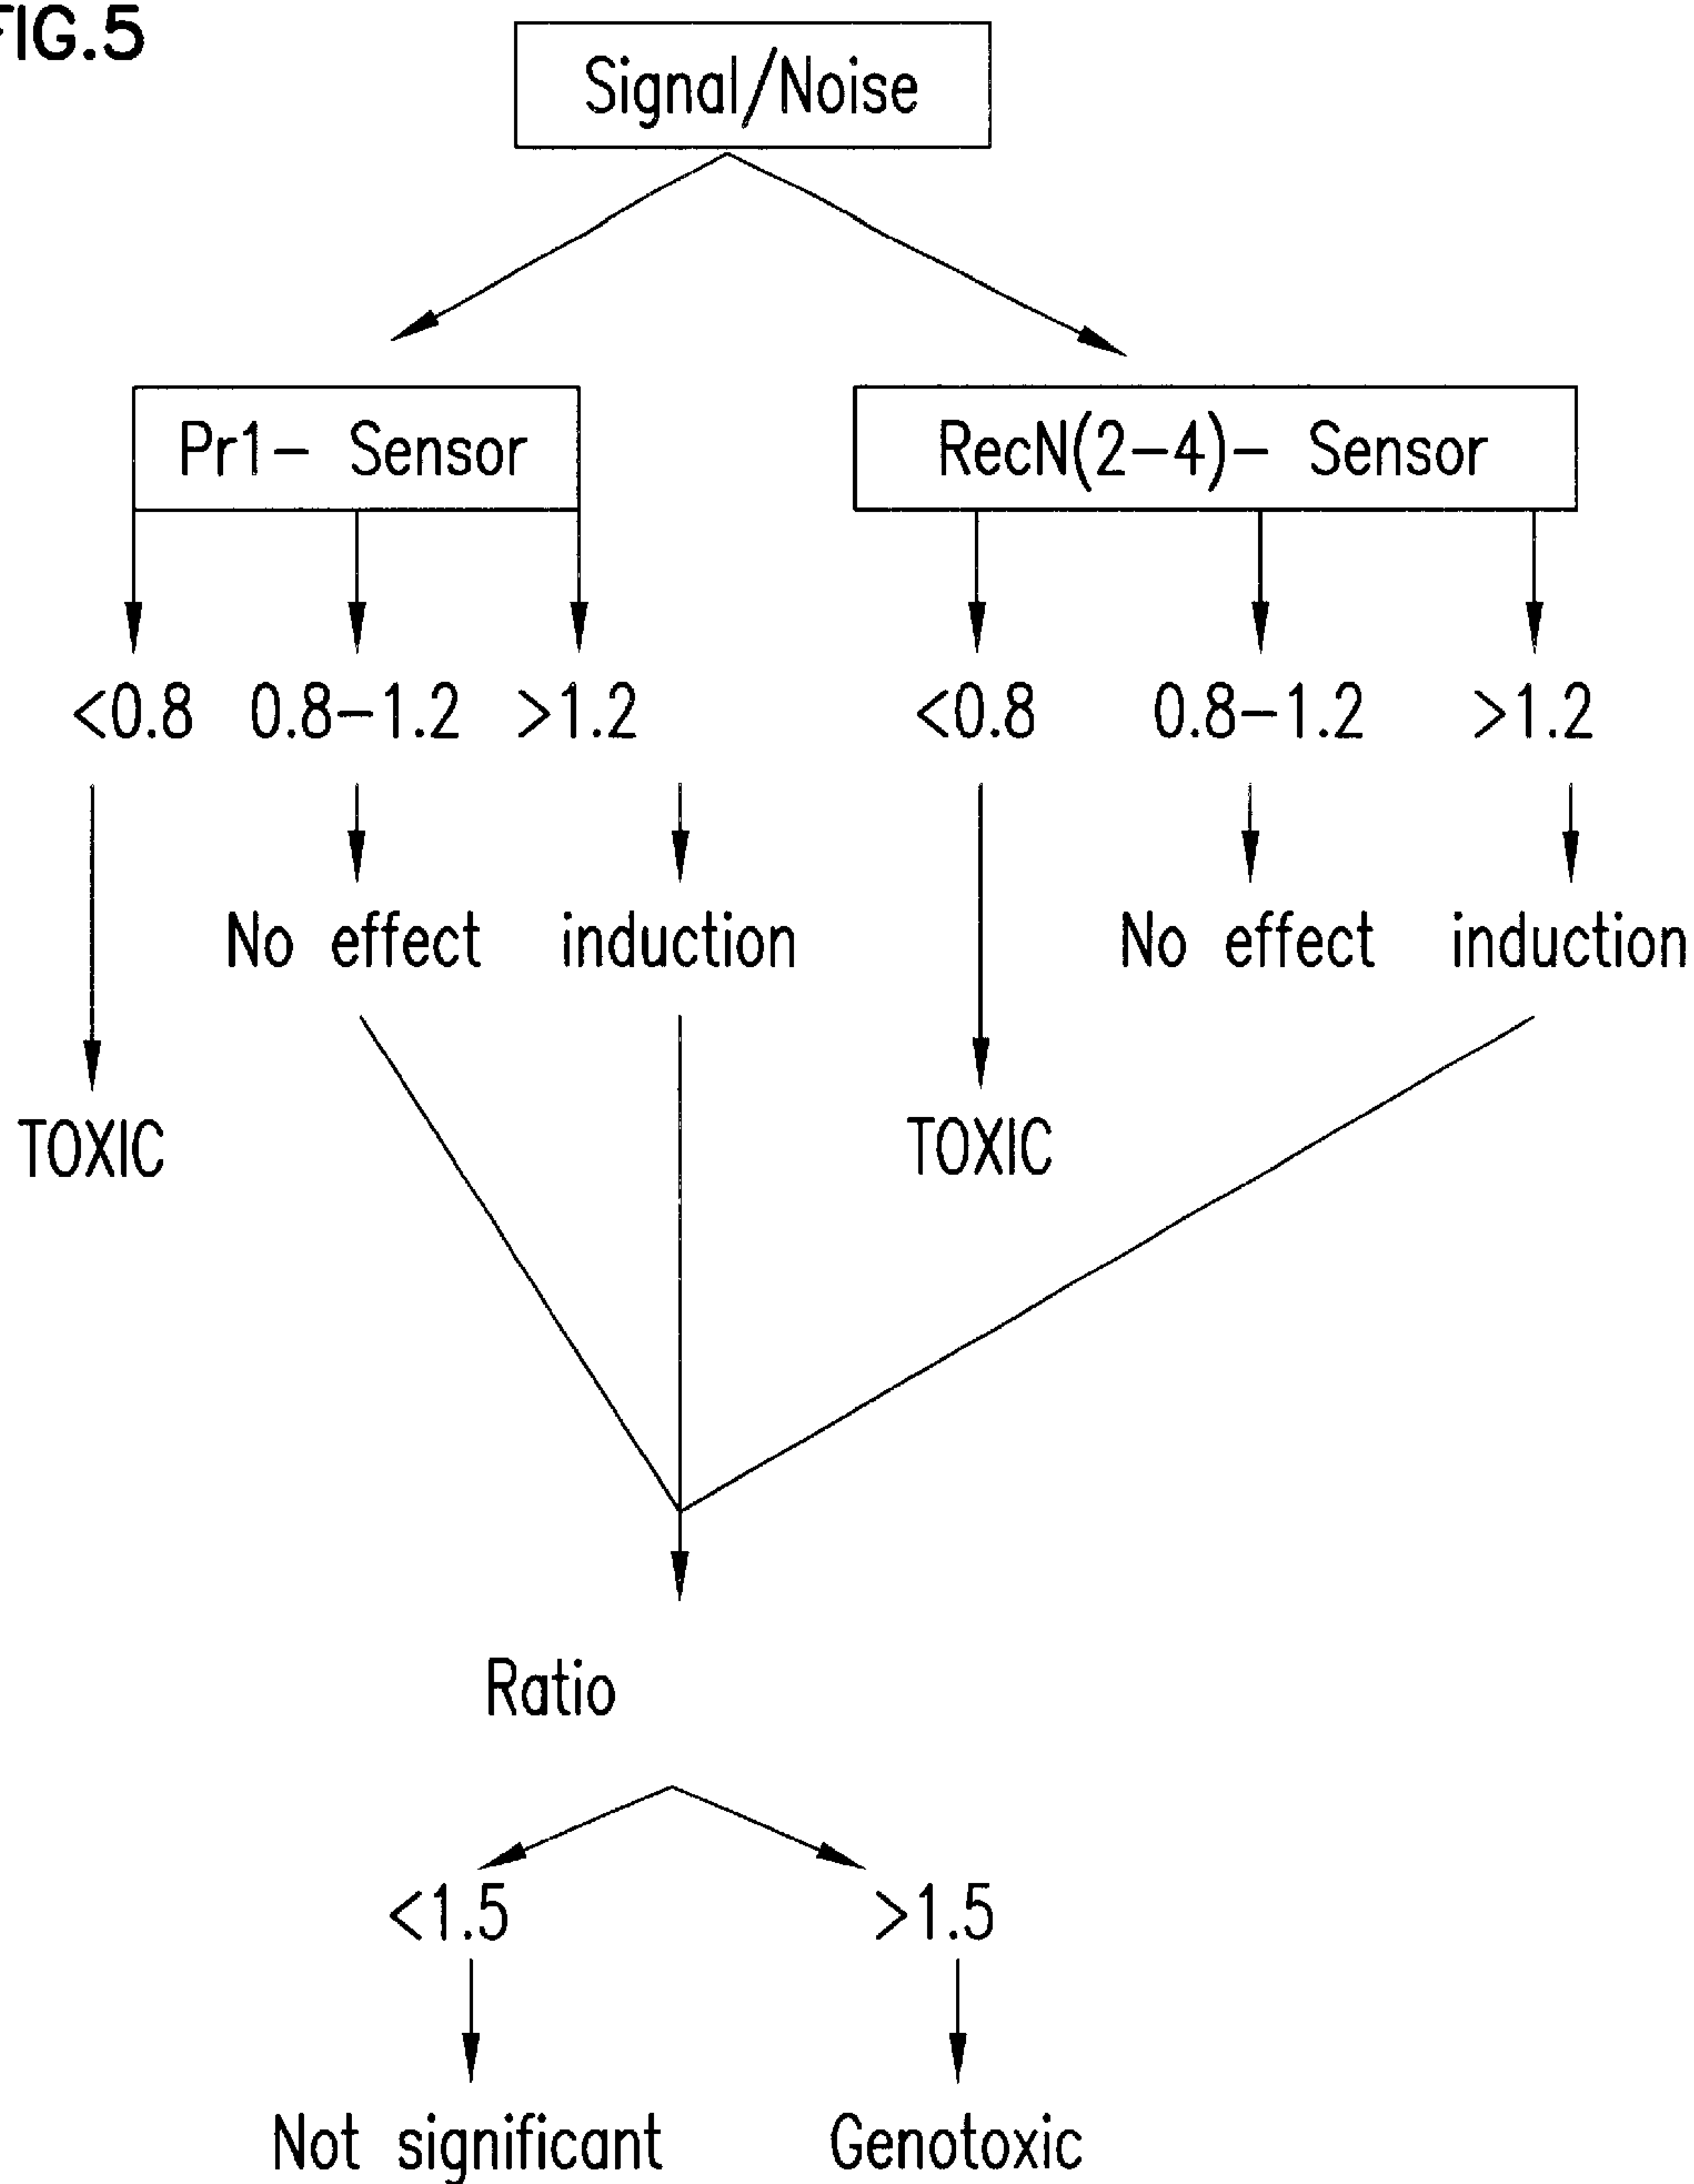 FIG.5
Signal/Noise
Pr1- Sensor
RecN(2-4)- Sensor
<0.8 0.8-1.2 >1.2
<0.8 0.8-1.2 >1.2
No effect induction
No effect induction
TOXIC
TOXIC
Ratio
<1.5
>1.5
Not significant
Genotoxic